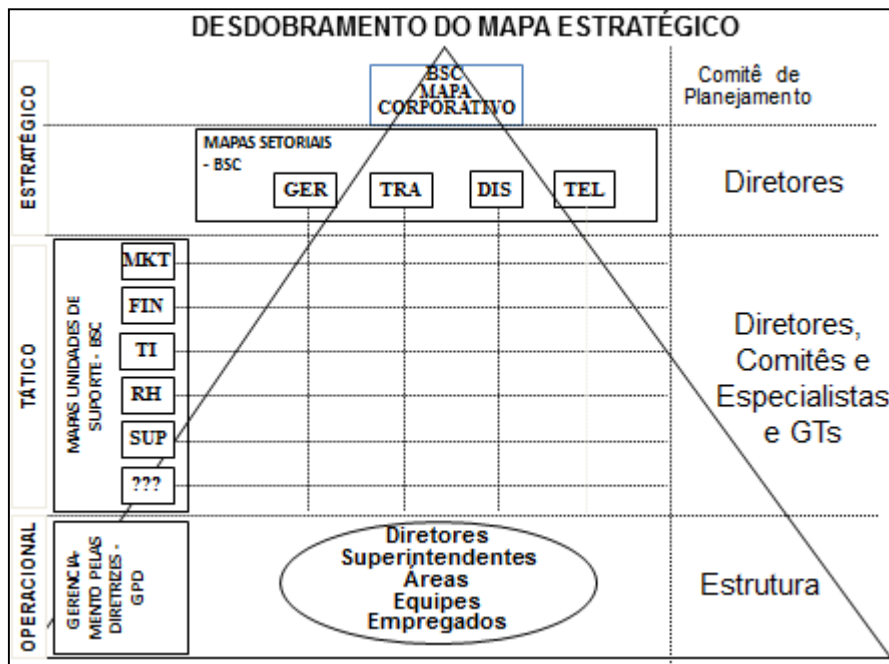 DESDOBRAMENTO DO MAPA ESTRATÉGICO
ESTRATÉGICO
BSC
MAPA
CORPORATIVO
Comitê de
Planejamento
MAPAS SETORIAIS
- BSC
GER
TRA
DIS
TEL
Diretores
TÁTICO
MAPAS UNIDADES DE
SUPORTE - BSC
MKT
FIN
TI
RH
SUP
???
Diretores,
Comitês e
Especialistas
e GTs
OPERACIONAL
GERENCIA-
MENTO PELAS
DIRETRIZES -
GPD
Diretores
Superintendentes
Áreas
Equipes
Empregados
Estrutura